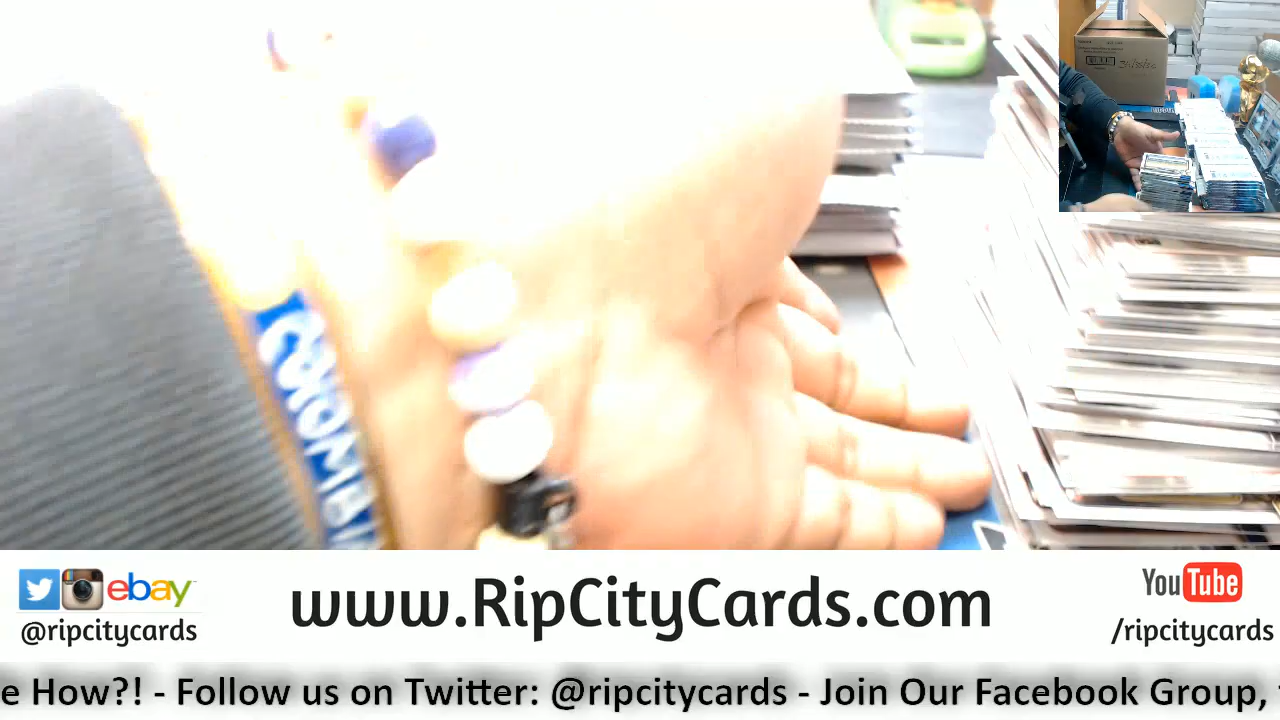 ebay
@ripcitycards
www.RipCityCards.com
YouTube
/ripcitycards
e How?! - Follow us on Twitter: @ripcitycards - Join Our Facebook Group,